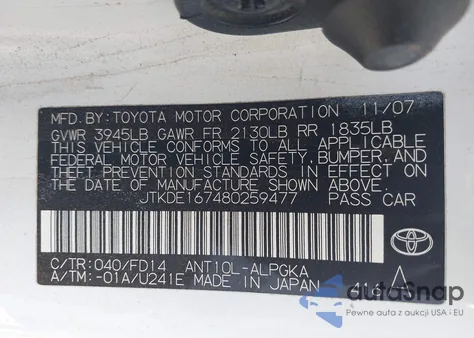 MFD. BY: TOYOTA MOTOR CORPORATION 11/07
GVWR 3945LB GAWR FR 2130LB RR 1835LB
THIS VEHICLE CONFORMS TO ALL APPLICABLE
FEDERAL MOTOR VEHICLE SAFETY, BUMPER, AND
THEFT PREVENTION STANDARDS IN EFFECT ON
THE DATE OF MANUFACTURE SHOWN ABOVE.
JTKDE167480259477 PASS CAR
C/TR: 040/FD14 ANT10L-ALPGKA
A/TM: -01A/U241E MADE IN JAPAN
TOYOTA
A
autoSnap
Pewne auta z aukcji USA i EU